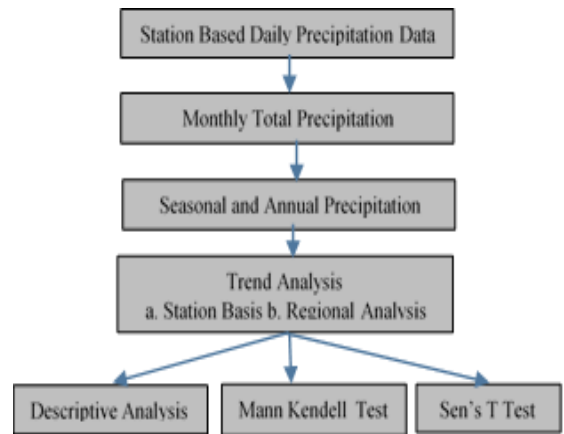 Station Based Daily Precipitation Data
Monthly Total Precipitation
Seasonal and Annual Precipitation
Trend Analysis
a. Station Basis b. Regional Analysis
Descriptive Analysis
Mann Kendell Test
Sen's T Test